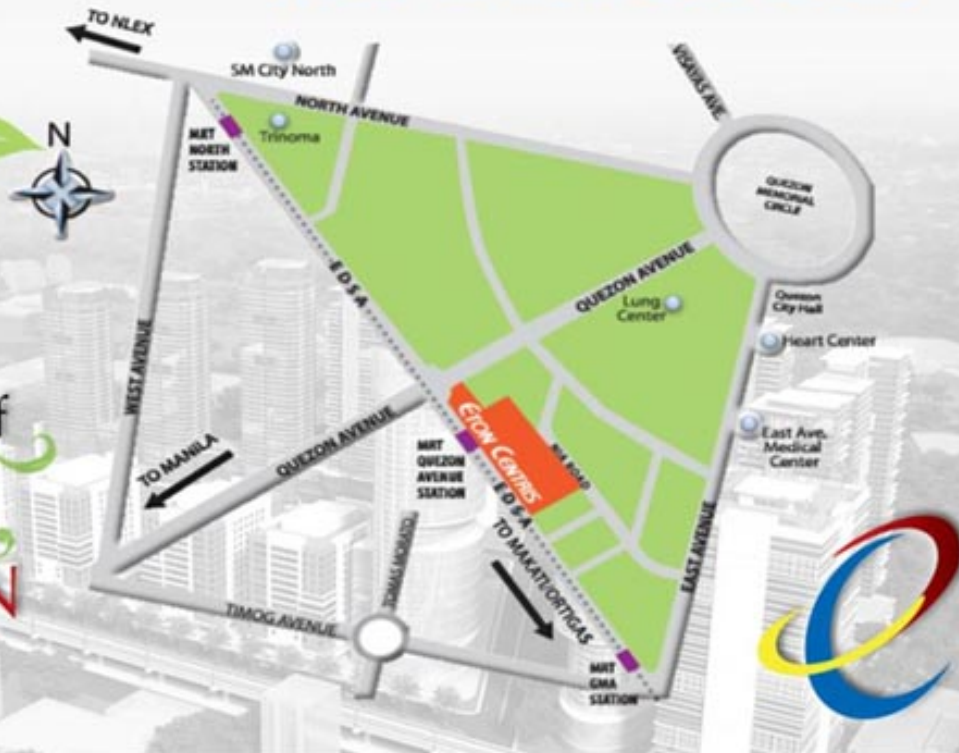 TO NLEX
SM City North
NORTH AVENUE
VISAYAS AVE
N
MRT
NORTH
STATION
Trinoma
QUEZON
MEMORIAL
CIRCLE
EDSA
QUEZON AVENUE
Lung
Center
Quezon
City Hall
Heart Center
WEST AVENUE
f
ETON CENTRIS
NIA ROAD
East Ave.
Medical
Center
QUEZON AVENUE
MRT
QUEZON
AVENUE
STATION
TO MANILA
EDSA
EAST AVENUE
TO MAKATI/ORTIGAS
TOMAS MORATO
TIMOG AVENUE
MRT
GMA
STATION
N